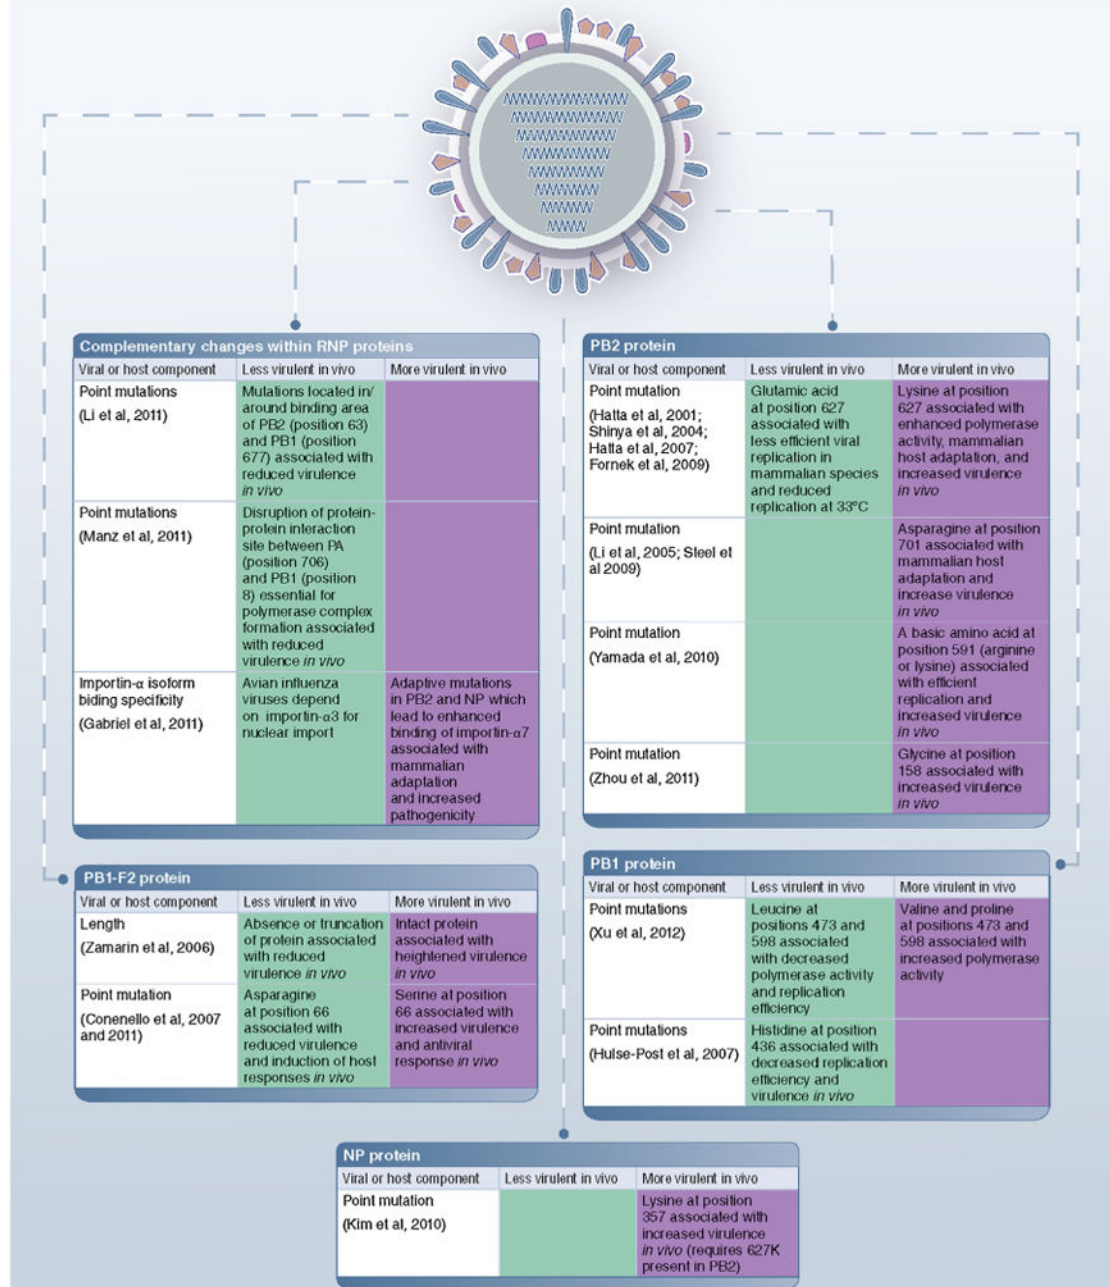 Complementary changes within RNP proteins
Viral or host component
Less virulent in vivo
More virulent in vivo
Point mutations
(Li et al, 2011)
Mutations located in/
around binding area
of PB2 (position 63)
and PB1 (position
677) associated with
reduced virulence
in vivo
Point mutations
(Manz et al, 2011)
Disruption of protein-
protein interaction
site between PA
(position 706)
and PB1 (position
8) essential for
polymerase complex
formation associated
with reduced
virulence in vivo
Importin-α isoform
biding specificity
(Gabriel et al, 2011)
Avian influenza
viruses depend
on importin-α3 for
nuclear import
Adaptive mutations
in PB2 and NP which
lead to enhanced
binding of importin-α7
associated with
mammalian
adaptation
and increased
pathogenicity
PB2 protein
Viral or host component
Less virulent in vivo
More virulent in vivo
Point mutation
(Hatta et al, 2001;
Shinya et al, 2004;
Hatta et al, 2007;
Fornek et al, 2009)
Glutamic acid
at position 627
associated with
less efficient viral
replication in
mammalian species
and reduced
replication at 33ºC
Lysine at position
627 associated with
enhanced polymerase
activity, mammalian
host adaptation, and
increased virulence
in vivo
Point mutation
(Li et al, 2005; Steel et
al 2009)
Asparagine at position
701 associated with
mammalian host
adaptation and
increase virulence
in vivo
Point mutation
(Yamada et al, 2010)
A basic amino acid at
position 591 (arginine
or lysine) associated
with efficient
replication and
increased virulence
in vivo
Point mutation
(Zhou et al, 2011)
Glycine at position
158 associated with
increased virulence
in vivo
PB1-F2 protein
Viral or host component
Less virulent in vivo
More virulent in vivo
Length
(Zamarin et al, 2006)
Absence or truncation
of protein associated
with reduced
virulence in vivo
Intact protein
associated with
heightened virulence
in vivo
Point mutation
(Conenello et al, 2007
and 2011)
Asparagine
at position 66
associated with
reduced virulence
and induction of host
responses in vivo
Serine at position
66 associated with
increased virulence
and antiviral
response in vivo
PB1 protein
Viral or host component
Less virulent in vivo
More virulent in vivo
Point mutations
(Xu et al, 2012)
Leucine at
positions 473 and
598 associated
with decreased
polymerase activity
and replication
efficiency
Valine and proline
at positions 473 and
598 associated with
increased polymerase
activity
Point mutations
(Hulse-Post et al, 2007)
Histidine at position
436 associated with
decreased replication
efficiency and
virulence in vivo
NP protein
Viral or host component
Less virulent in vivo
More virulent in vivo
Point mutation
(Kim et al, 2010)
Lysine at position
357 associated with
increased virulence
in vivo (requires 627K
present in PB2)